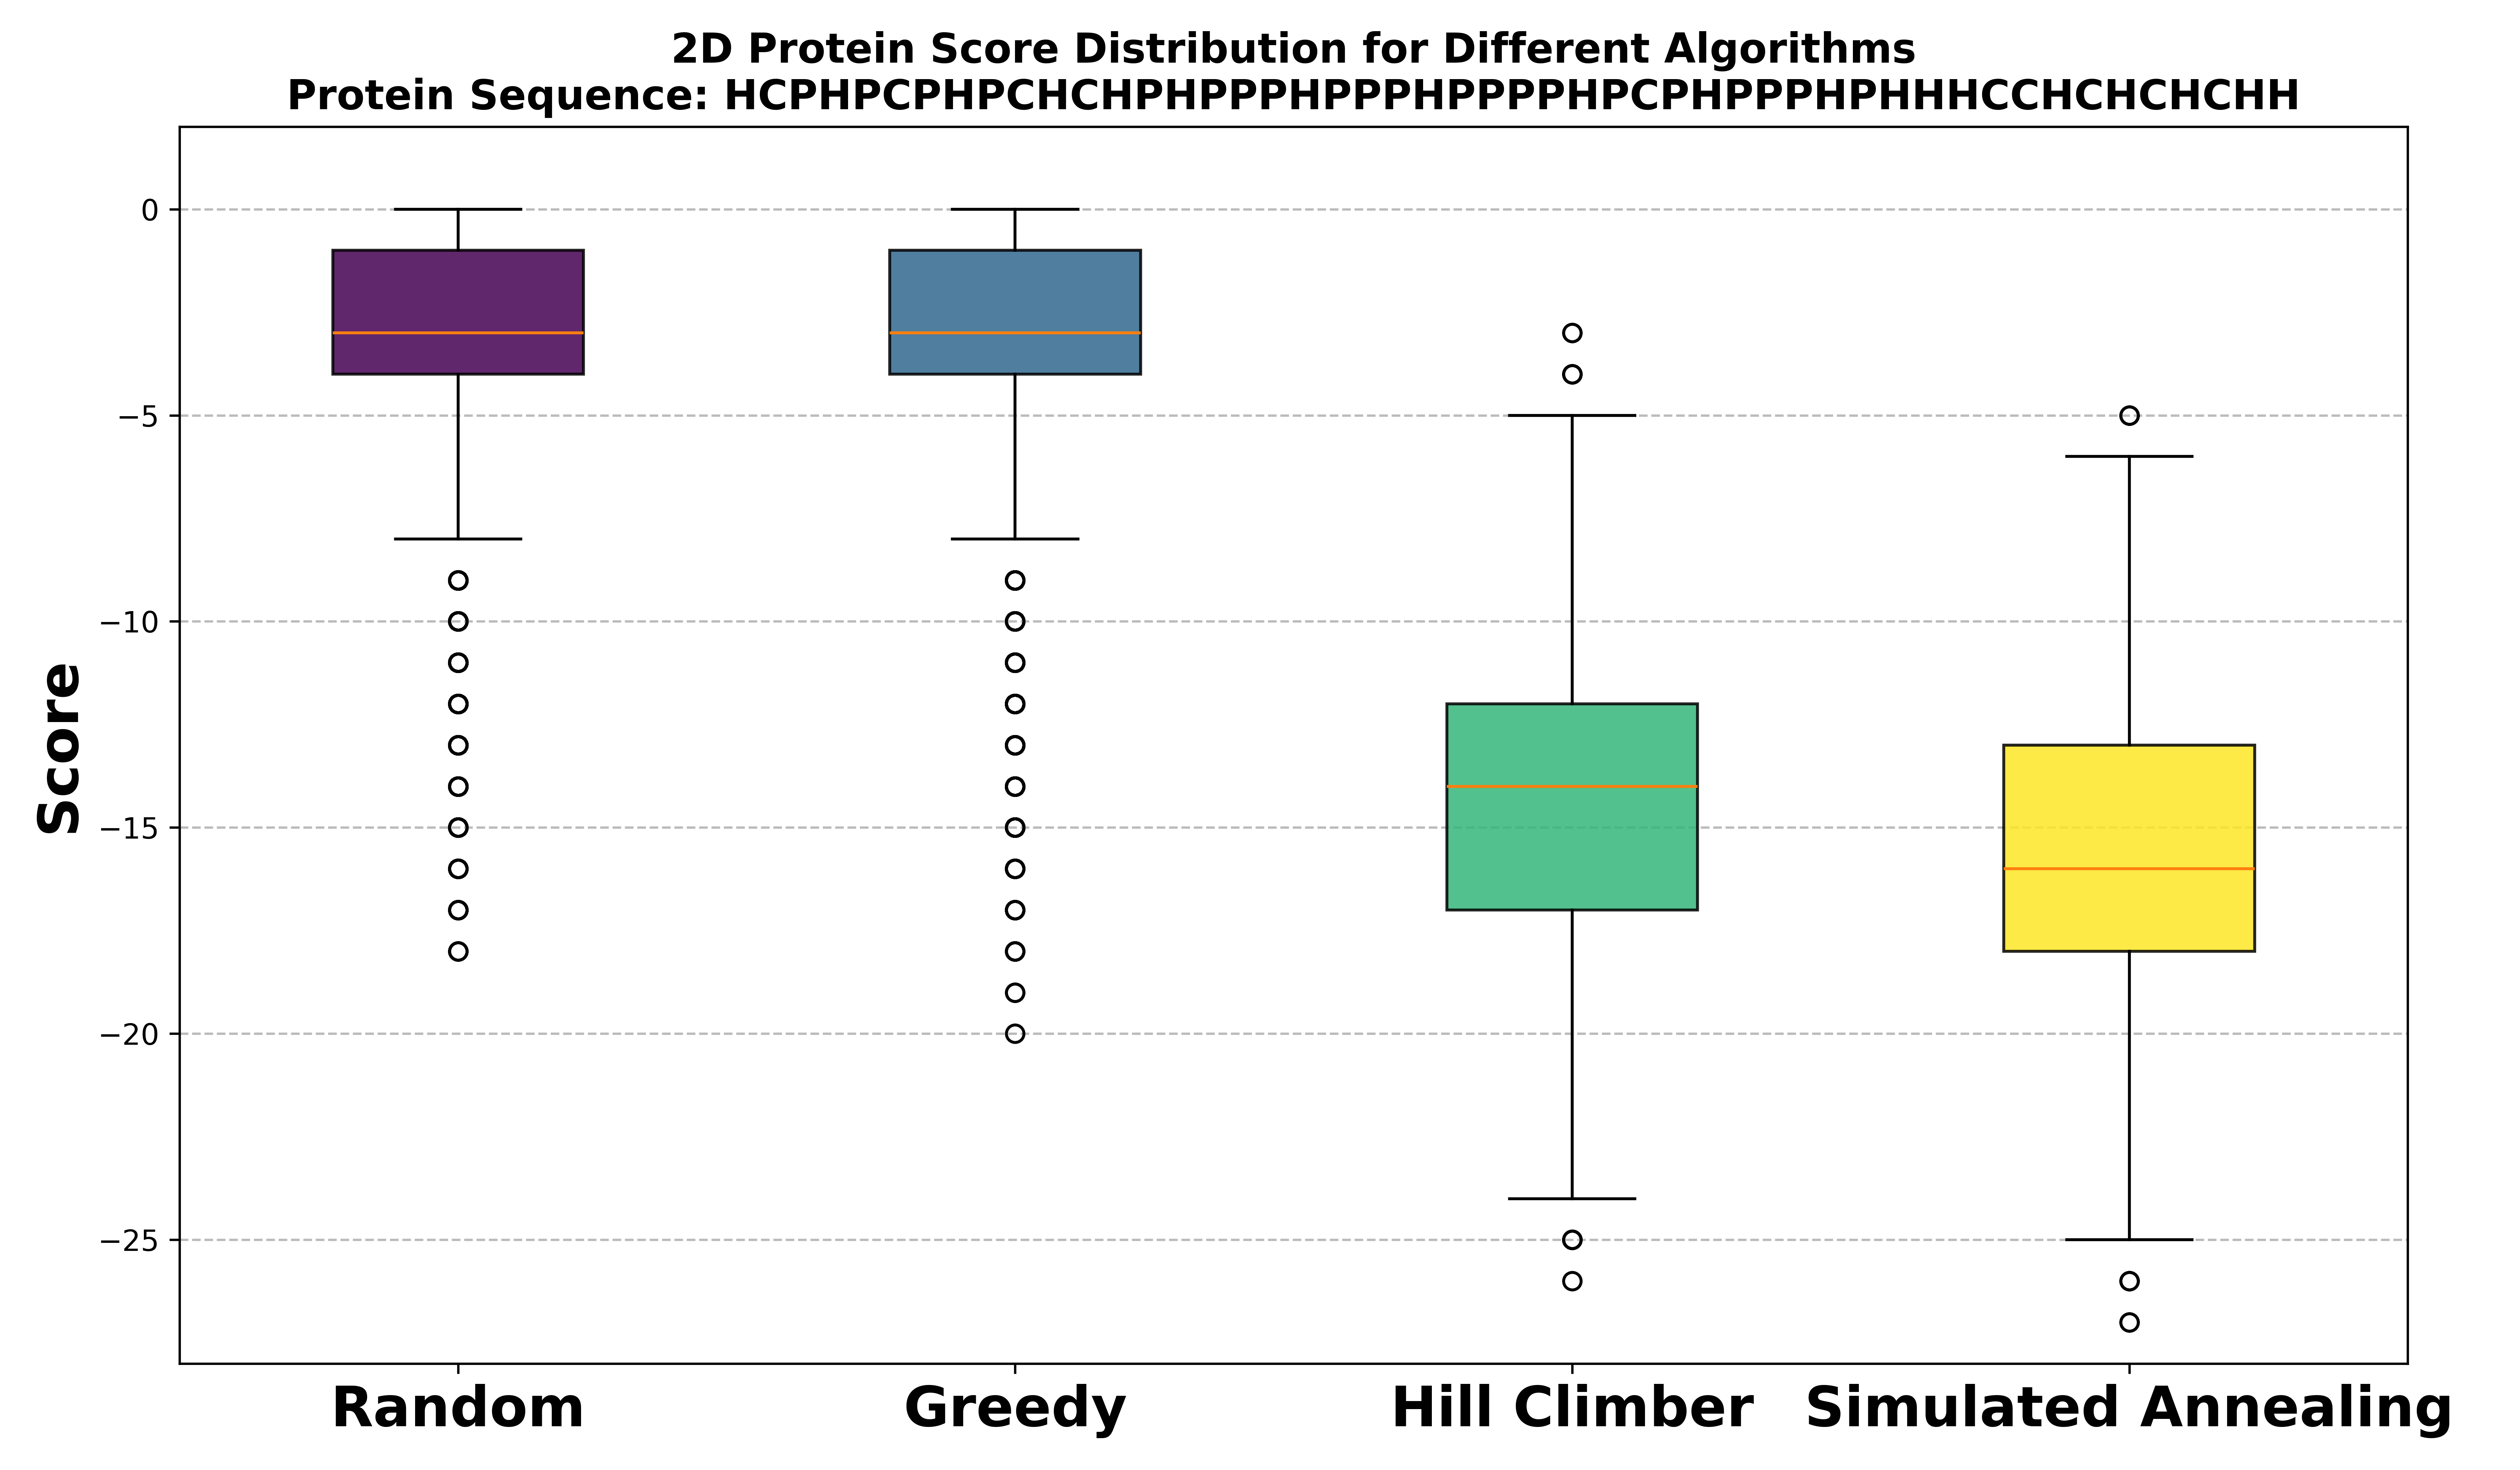 2D Protein Score Distribution for Different Algorithms
Protein Sequence: HCPHPCPHPCHCHPHPPPHPPPHPPPPHPCPHPPPHPHHHCCHCHCHCHH
0
−5
−10
−15
−20
−25
Score
Random
Greedy
Hill Climber
Simulated Annealing